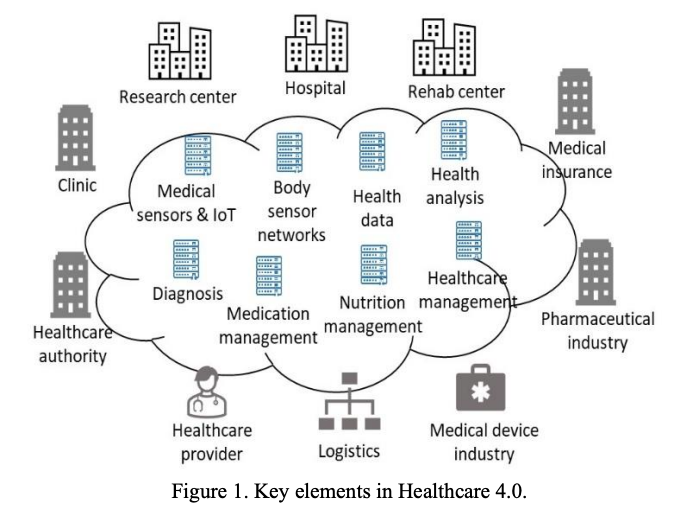 Research center
Hospital
Rehab center
Clinic
Medical
insurance
Medical
sensors & IoT
Body
sensor
networks
Health
data
Health
analysis
Diagnosis
Medication
management
Nutrition
management
Healthcare
management
Healthcare
authority
Pharmaceutical
industry
Healthcare
provider
Logistics
Medical device
industry
Figure 1. Key elements in Healthcare 4.0.